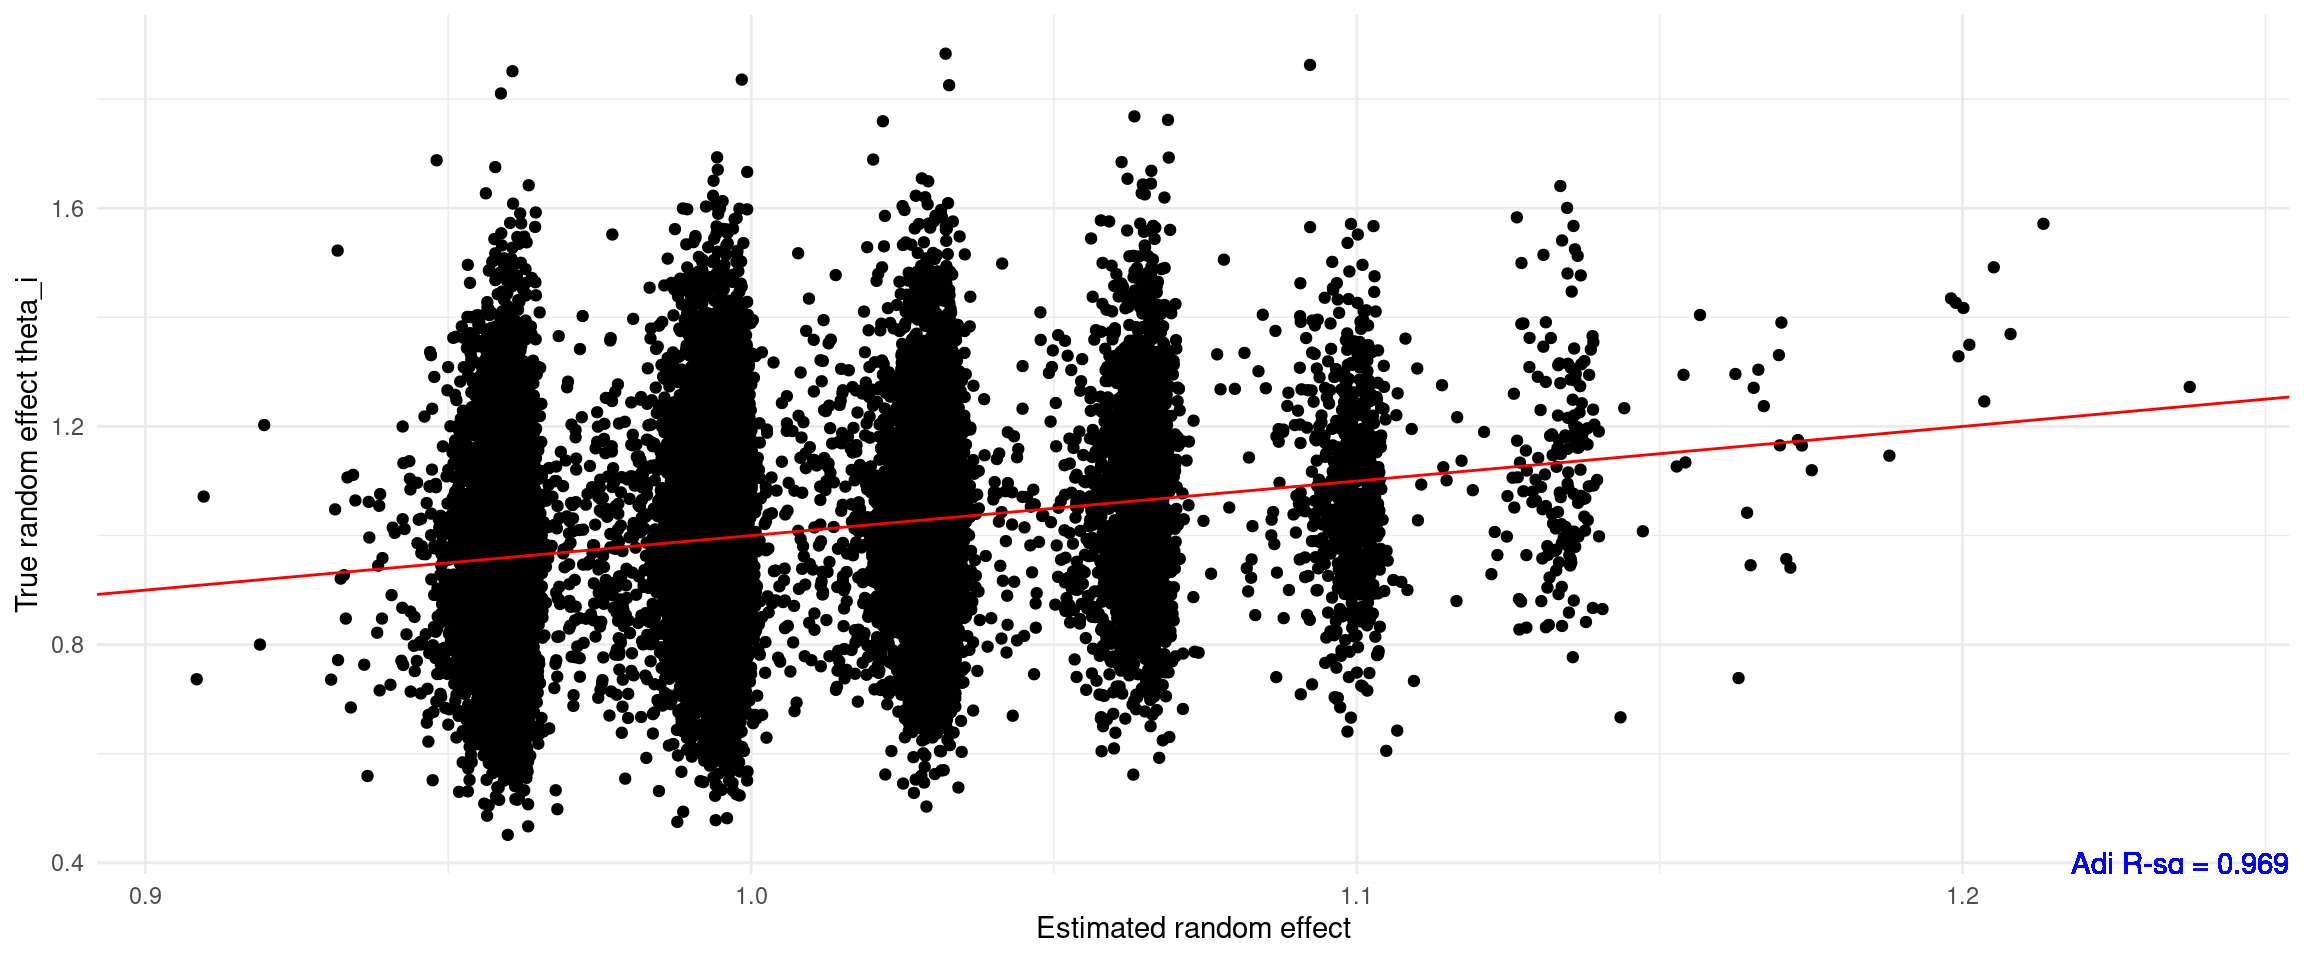 True random effect theta_i
1.6
1.2
0.8
0.4
Adj R-sq = 0.969
0.9 1.0 1.1 1.2
Estimated random effect